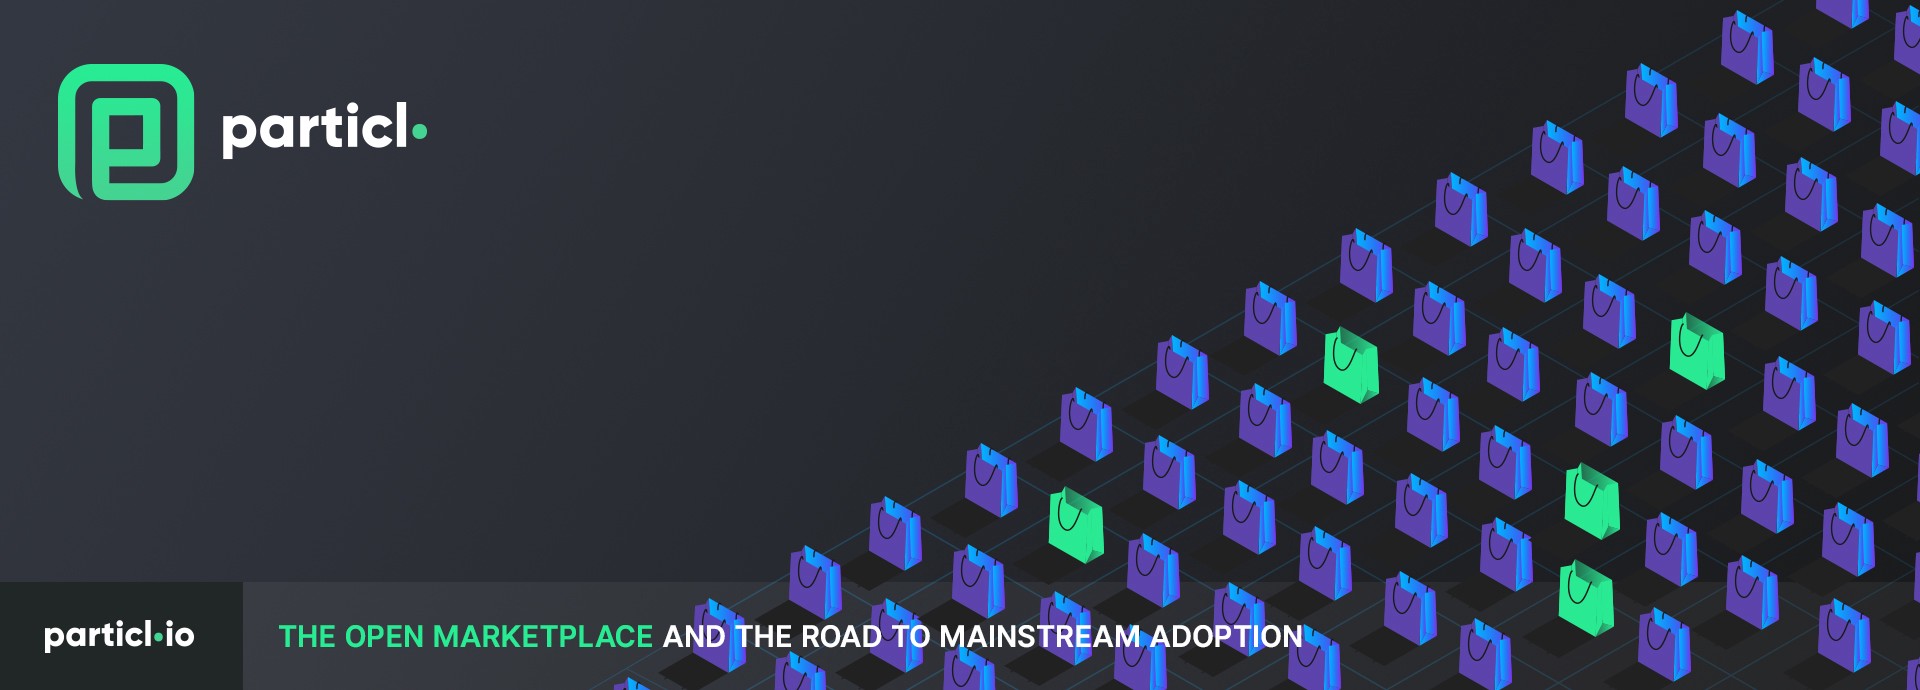 particl
particl.io
THE OPEN MARKETPLACE AND THE ROAD TO MAINSTREAM ADOPTION